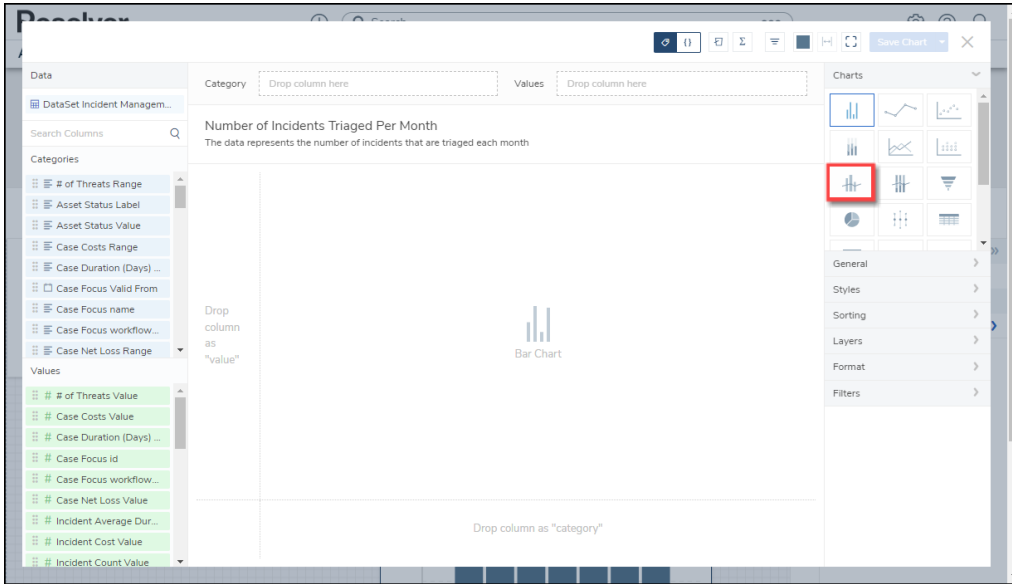 Resolver
Search
Save Chart
Data
DataSet Incident Managem...
Search Columns
Categories
# of Threats Range
Asset Status Label
Asset Status Value
Case Costs Range
Case Duration (Days) ...
Case Focus Valid From
Case Focus name
Case Focus workflow...
Case Net Loss Range
Values
# # of Threats Value
# Case Costs Value
# Case Duration (Days) ...
# Case Focus id
# Case Focus workflow...
# Case Net Loss Value
# Incident Average Dur...
# Incident Cost Value
# Incident Count Value
Category Drop column here Values Drop column here
Number of Incidents Triaged Per Month
The data represents the number of incidents that are triaged each month
Drop
column
as
"value"
Bar Chart
Drop column as "category"
Charts
General
Styles
Sorting
Layers
Format
Filters